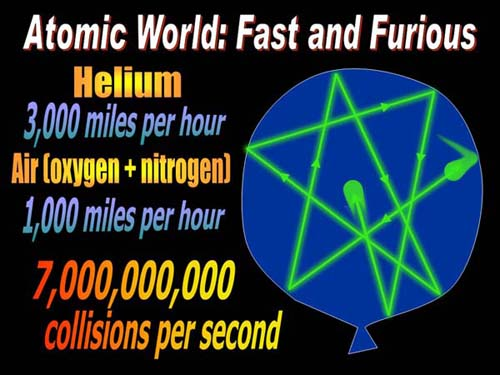 Atomic World: Fast and Furious
Helium
3,000 miles per hour
Air (oxygen + nitrogen)
1,000 miles per hour
7,000,000,000
collisions per second